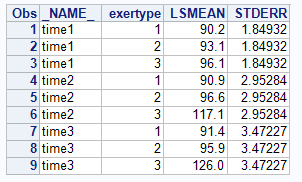 Obs _NAME_ exertype LSMEAN STDERR
1 time1 1 90.2 1.84932
2 time1 2 93.1 1.84932
3 time1 3 96.1 1.84932
4 time2 1 90.9 2.95284
5 time2 2 96.6 2.95284
6 time2 3 117.1 2.95284
7 time3 1 91.4 3.47227
8 time3 2 95.9 3.47227
9 time3 3 126.0 3.47227